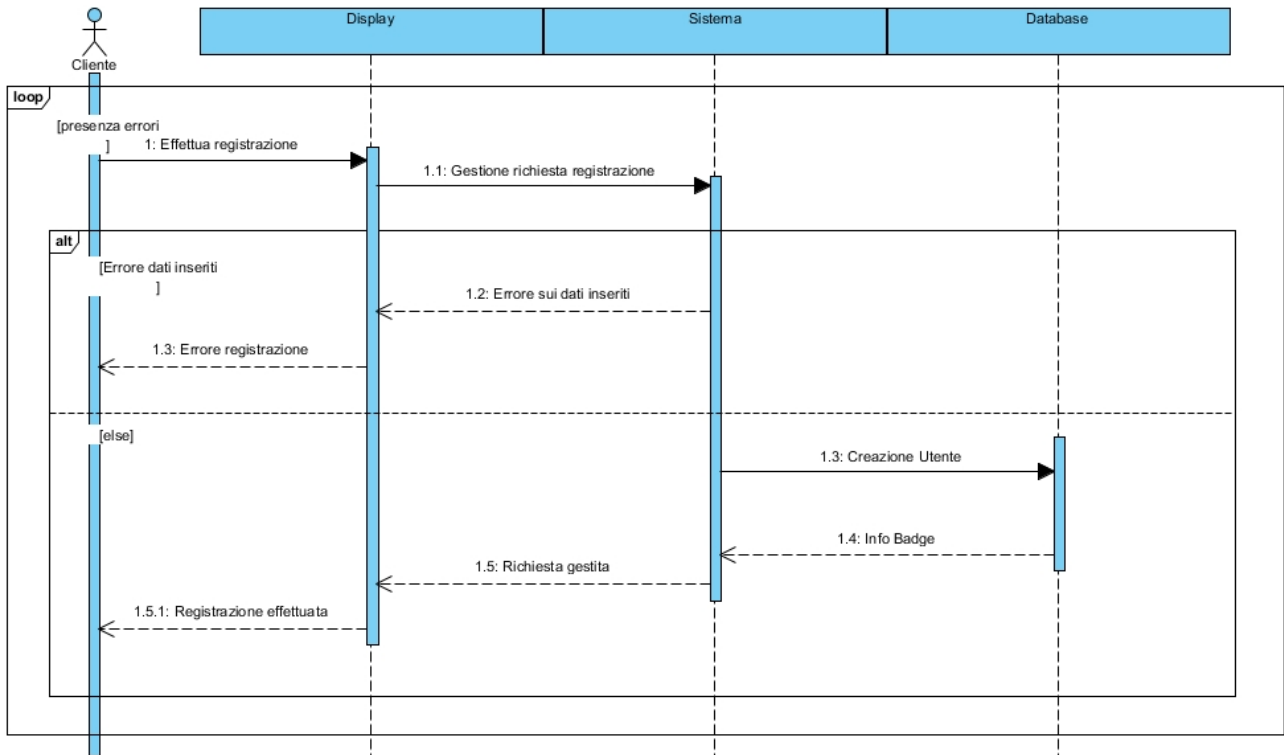 Display
Sistema
Database
Cliente
loop
[presenza errori
]
1: Effettua registrazione
1.1: Gestione richiesta registrazione
alt
[Errore dati inseriti
]
1.2: Errore sui dati inseriti
1.3: Errore registrazione
[else]
1.3: Creazione Utente
1.4: Info Badge
1.5: Richiesta gestita
1.5.1: Registrazione effettuata